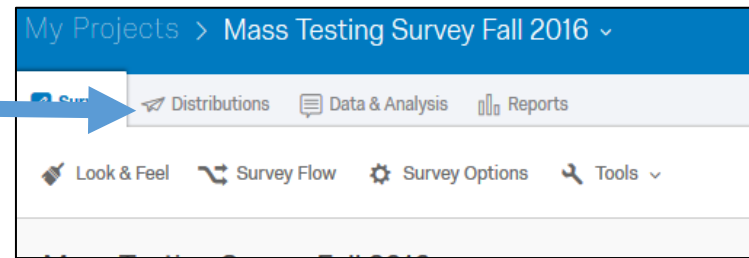 My Projects > Mass Testing Survey Fall 2016
Distributions Data & Analysis Reports
Look & Feel Survey Flow Survey Options Tools